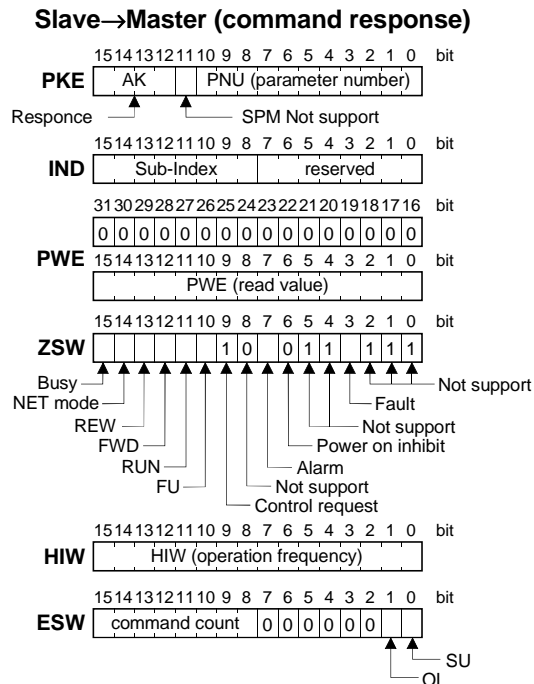 Slave→Master (command response)
15 14 13 12 11 10 9 8 7 6 5 4 3 2 1 0 bit
PKE AK PNU (parameter number)
Responce SPM Not support
15 14 13 12 11 10 9 8 7 6 5 4 3 2 1 0 bit
IND Sub-Index reserved
31 30 29 28 27 26 25 24 23 22 21 20 19 18 17 16 bit
0 0 0 0 0 0 0 0 0 0 0 0 0 0 0 0
PWE
15 14 13 12 11 10 9 8 7 6 5 4 3 2 1 0 bit
PWE (read value)
15 14 13 12 11 10 9 8 7 6 5 4 3 2 1 0 bit
ZSW 1 0 0 1 1 1 1 1
Busy Not support
NET mode Fault
REW Not support
FWD Power on inhibit
RUN Alarm
FU Not support
Control request
15 14 13 12 11 10 9 8 7 6 5 4 3 2 1 0 bit
HIW HIW (operation frequency)
15 14 13 12 11 10 9 8 7 6 5 4 3 2 1 0 bit
ESW command count 0 0 0 0 0 0
SU
OL